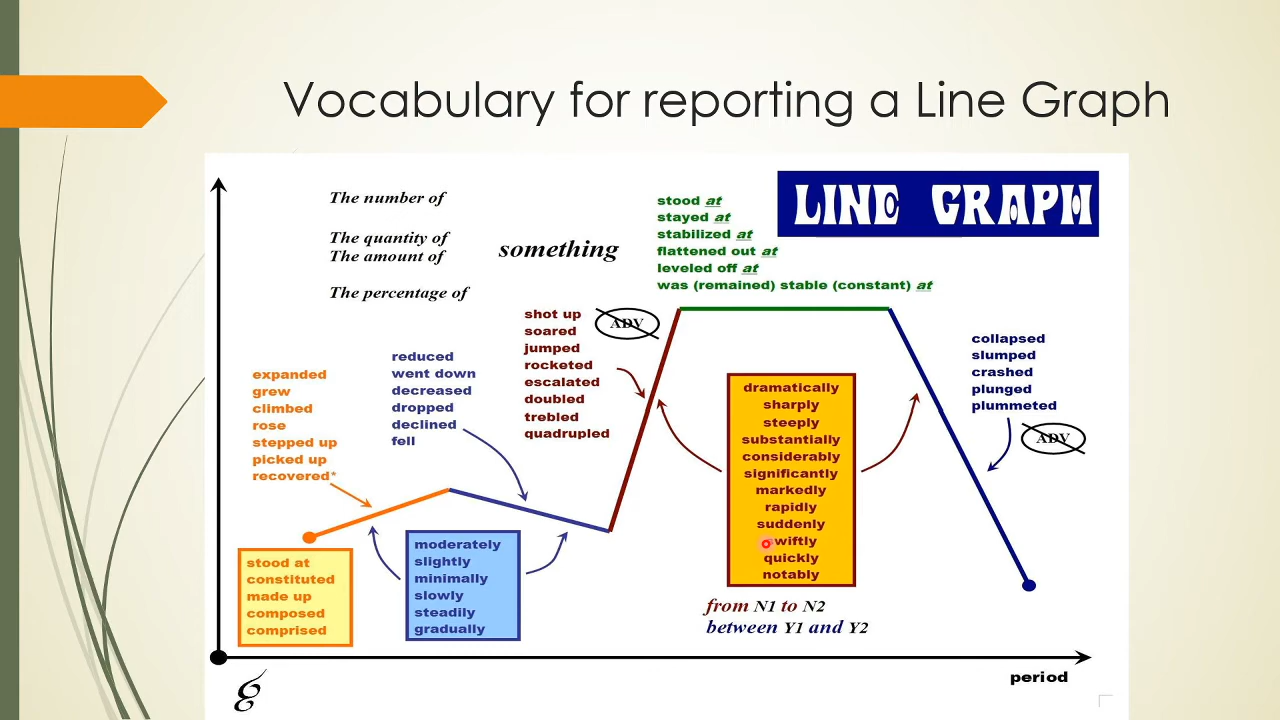 Vocabulary for reporting a Line Graph
LINE GRAPH
The number of
The quantity of
The amount of
The percentage of
something
stood at
stayed at
stabilized at
flattened out at
leveled off at
was (remained) stable (constant) at
shot up
soared
jumped
rocketed
escalated
doubled
trebled
quadrupled
ADV
reduced
went down
decreased
dropped
declined
fell
expanded
grew
climbed
rose
stepped up
picked up
recovered*
collapsed
slumped
crashed
plunged
plummeted
ADV
dramatically
sharply
steeply
substantially
considerably
significantly
markedly
rapidly
suddenly
swiftly
quickly
notably
stood at
constituted
made up
composed
comprised
moderately
slightly
minimally
slowly
steadily
gradually
from N1 to N2
between Y1 and Y2
period